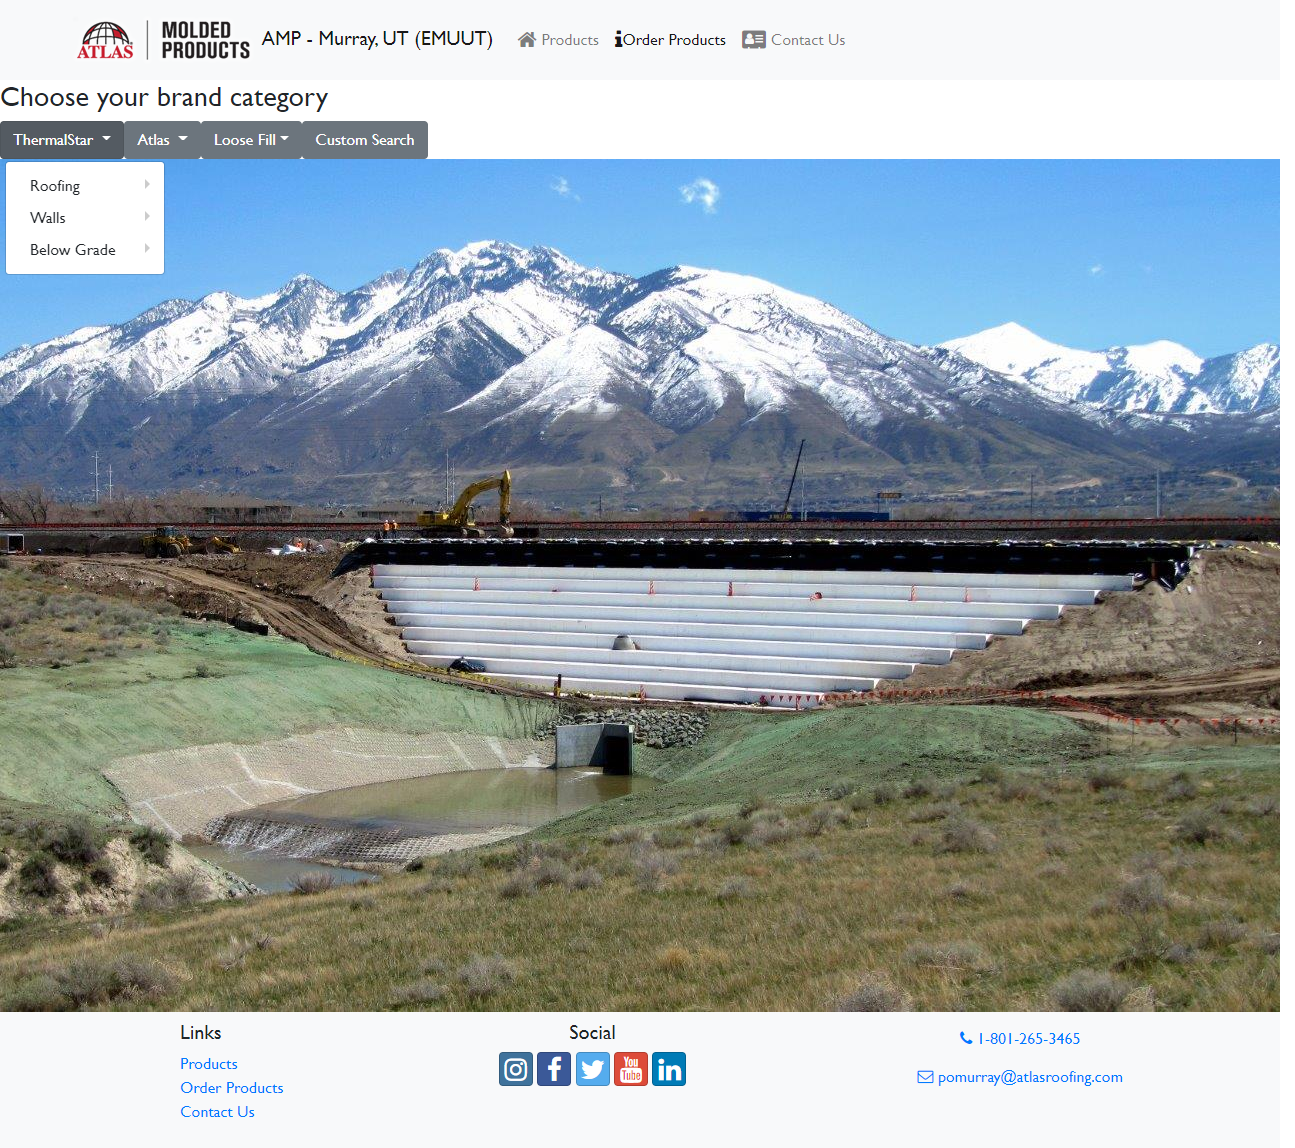 ATLAS
MOLDED
PRODUCTS
AMP - Murray, UT (EMUUT)
Products
Order Products
Contact Us
Choose your brand category
ThermalStar
Atlas
Loose Fill
Custom Search
Roofing
Walls
Below Grade
Links
Products
Order Products
Contact Us
Social
You
Tube
1-801-265-3465
pomurray@atlasroofing.com